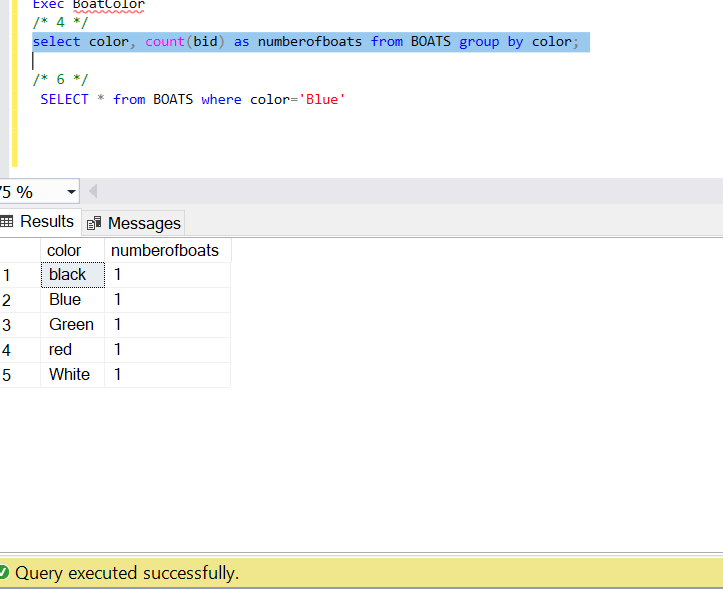 Exec BoatColor
/* 4 */
select color, count(bid) as numberofboats from BOATS group by color;
/* 6 */
SELECT * from BOATS where color='Blue'
75 %
Results Messages
color numberofboats
1 black 1
2 Blue 1
3 Green 1
4 red 1
5 White 1
Query executed successfully.